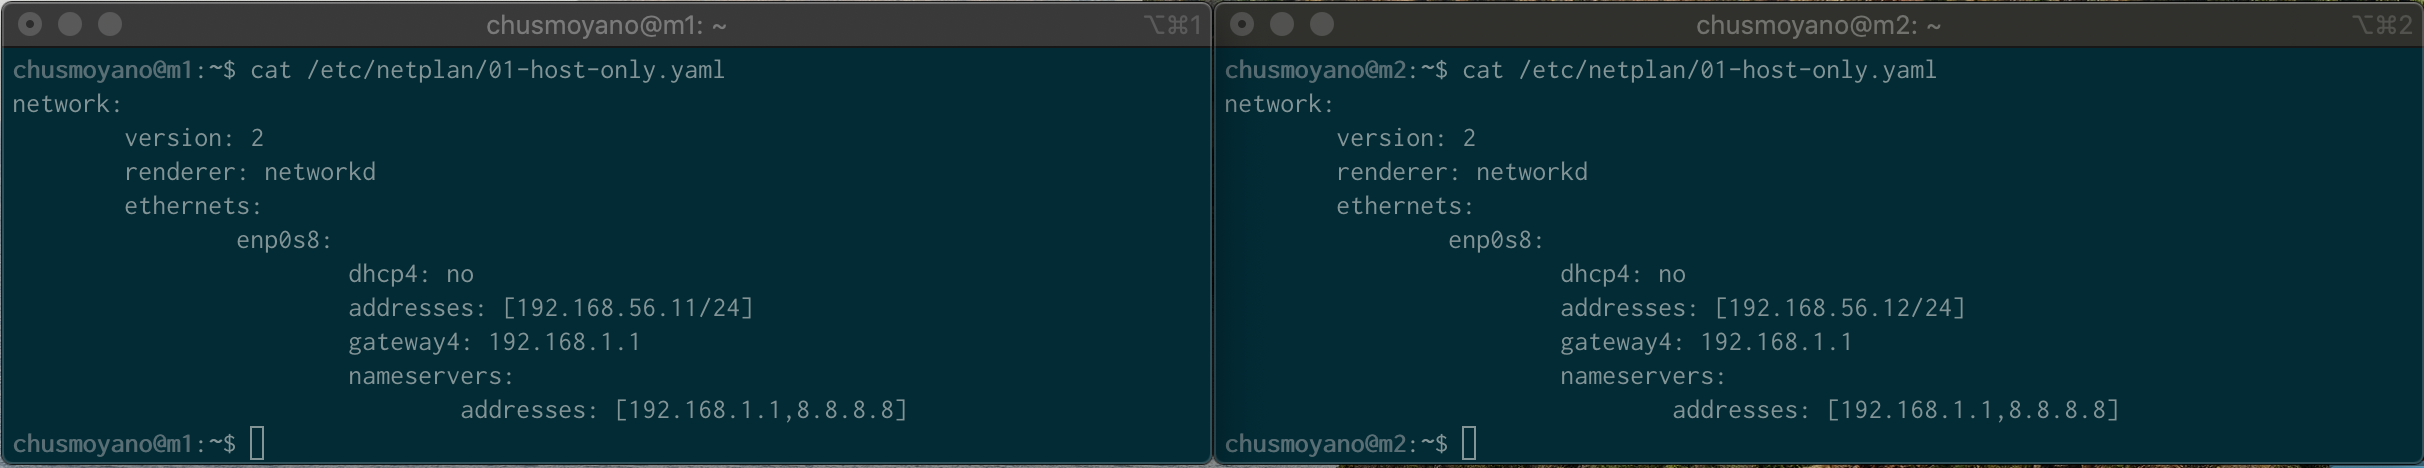 chusmoyano@m1: ~
⌥⌘1
chusmoyano@m1:~$ cat /etc/netplan/01-host-only.yaml
network:
        version: 2
        renderer: networkd
        ethernets:
                enp0s8:
                        dhcp4: no
                        addresses: [192.168.56.11/24]
                        gateway4: 192.168.1.1
                        nameservers:
                                addresses: [192.168.1.1,8.8.8.8]
chusmoyano@m1:~$
chusmoyano@m2: ~
⌥⌘2
chusmoyano@m2:~$ cat /etc/netplan/01-host-only.yaml
network:
        version: 2
        renderer: networkd
        ethernets:
                enp0s8:
                        dhcp4: no
                        addresses: [192.168.56.12/24]
                        gateway4: 192.168.1.1
                        nameservers:
                                addresses: [192.168.1.1,8.8.8.8]
chusmoyano@m2:~$